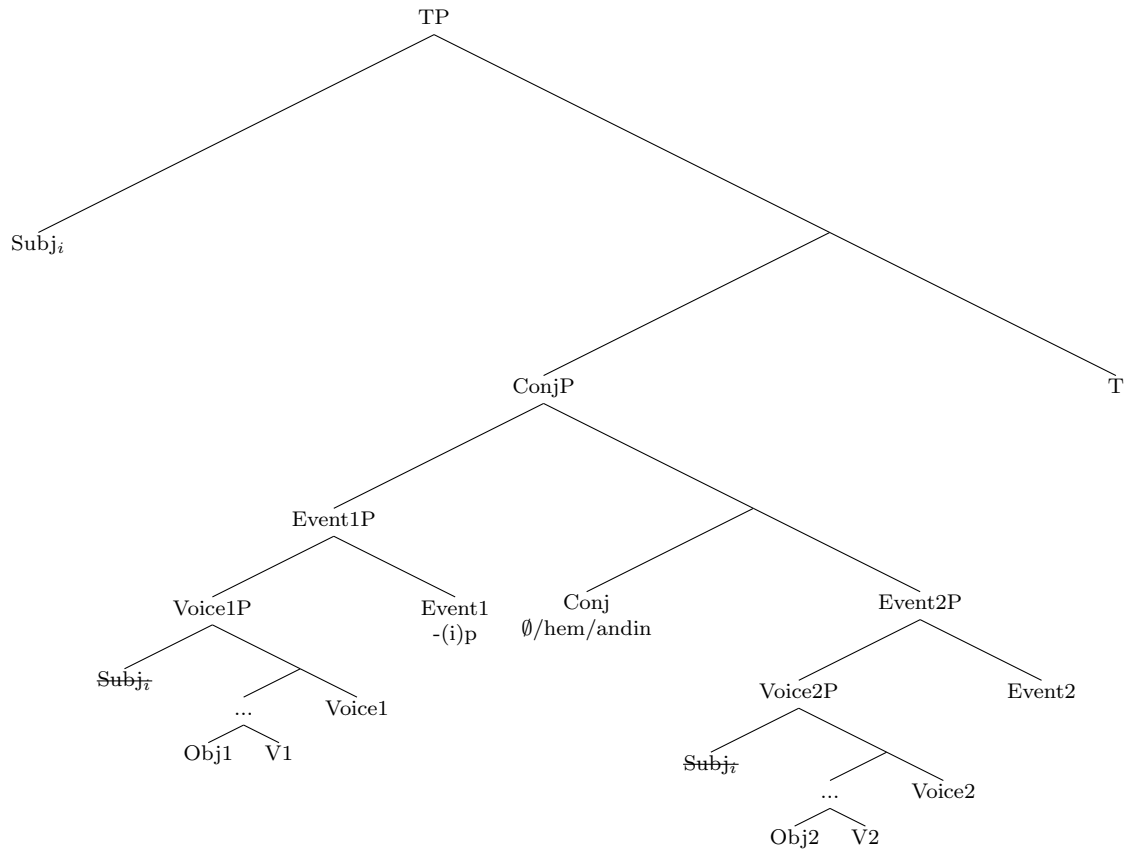 TP
Subj_i
ConjP T
Event1P
Voice1P Event1 Conj Event2P
-(i)p ∅/hem/andin
Subj_i Voice2P Event2
... Voice1
Obj1 V1 Subj_i
... Voice2
Obj2 V2